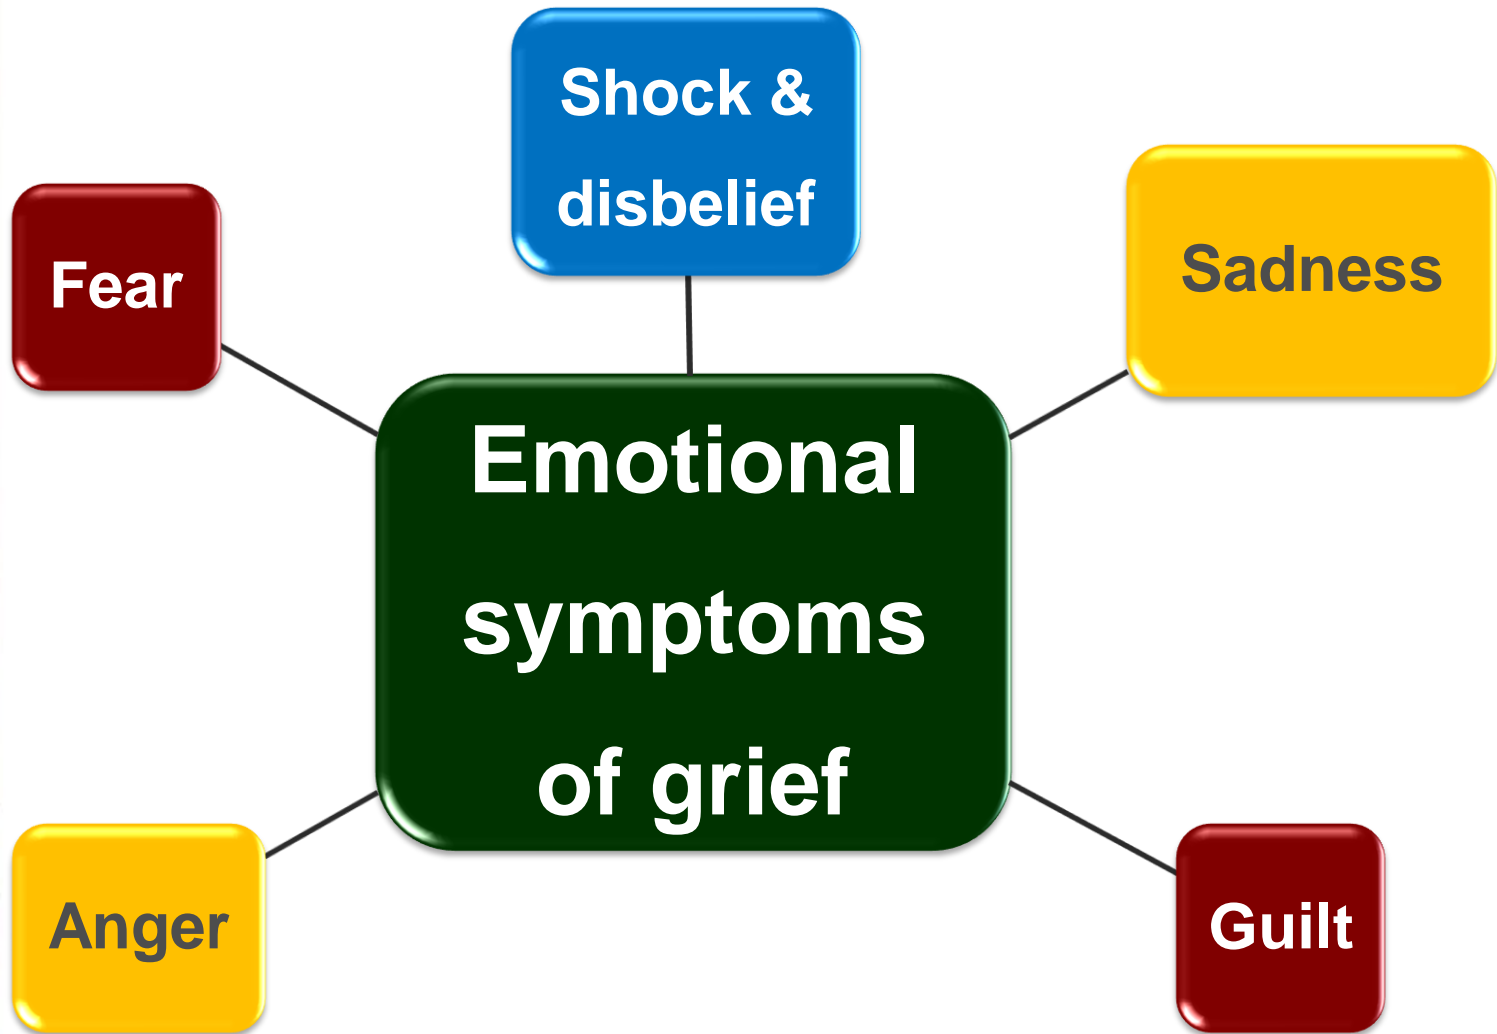 Shock &
disbelief
Fear
Sadness
Emotional
symptoms
of grief
Anger
Guilt